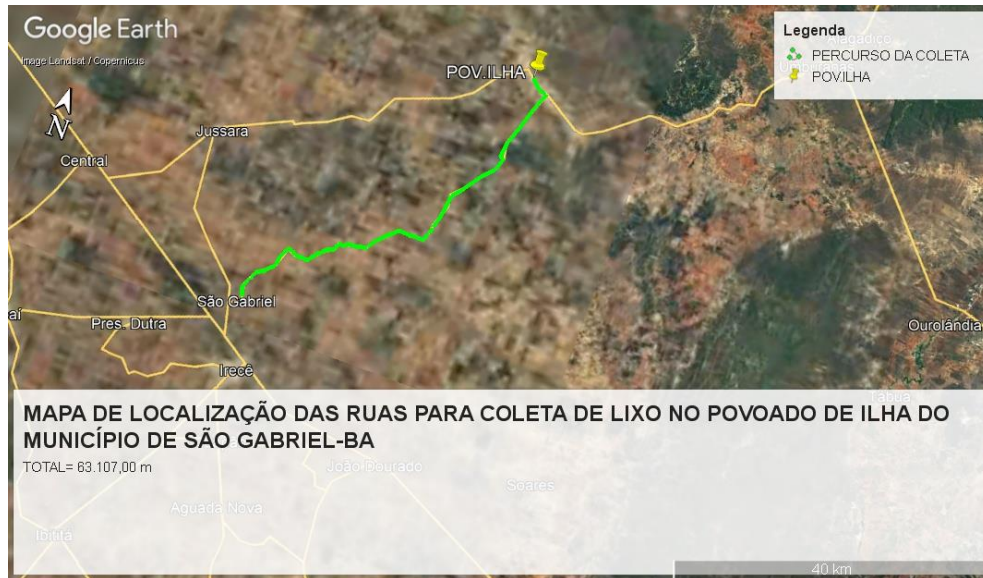 Google Earth
Image Landsat / Copernicus
N
Legenda
PERCURSO DA COLETA
POV.ILHA
Alagadiço
POV.ILHA
Jussara
Central
São Gabriel
Pres. Dutra
Irecê
Ourolândia
Tábua
MAPA DE LOCALIZAÇÃO DAS RUAS PARA COLETA DE LIXO NO POVOADO DE ILHA DO
MUNICÍPIO DE SÃO GABRIEL-BA
TOTAL= 63.107,00 m
João Dourado
Soares
Aguada Nova
Ibititá
40 km